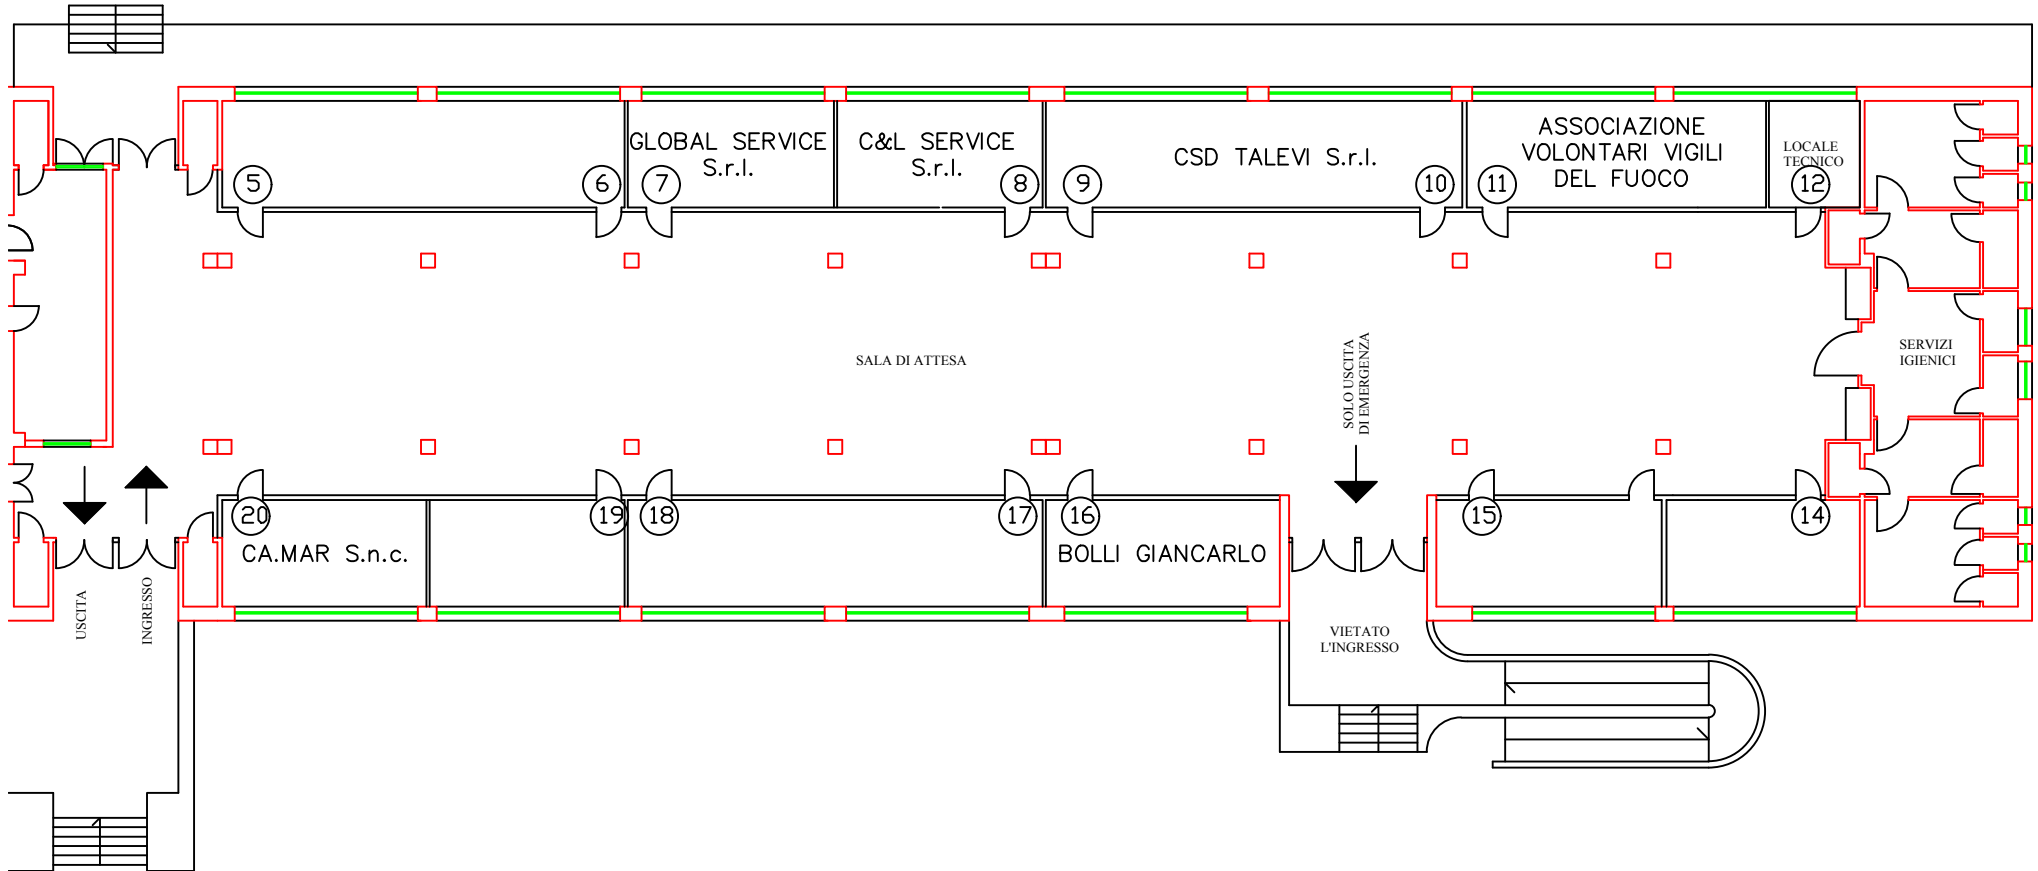 GLOBAL SERVICE
S.r.l.
C&L SERVICE
S.r.l.
CSD TALEVI S.r.l.
ASSOCIAZIONE
VOLONTARI VIGILI
DEL FUOCO
LOCALE
TECNICO
5
6
7
8
9
10
11
12
SALA DI ATTESA
SOLO USCITA
DI EMERGENZA
SERVIZI
IGIENICI
20
19
18
17
16
15
14
CA.MAR S.n.c.
BOLLI GIANCARLO
USCITA
INGRESSO
VIETATO
L'INGRESSO